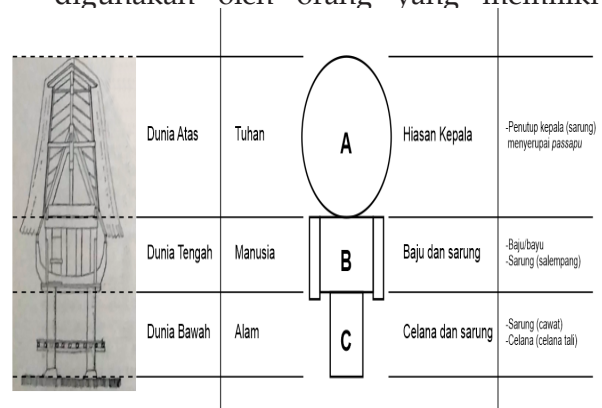 digunakan oleh orang yang memiliki
Dunia Atas
Tuhan
A
Hiasan Kepala
-Penutup kepala (sarung)
menyerupai passapu
Dunia Tengah
Manusia
B
Baju dan sarung
-Baju/bayu
-Sarung (salempang)
Dunia Bawah
Alam
C
Celana dan sarung
-Sarung (cawat)
-Celana (celana tali)